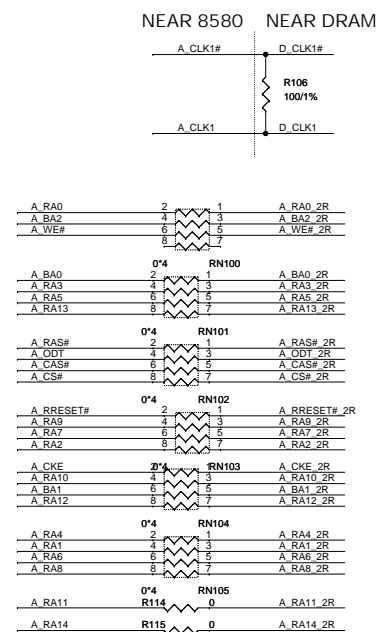 NEAR 8580 NEAR DRAM
A_CLK1# D_CLK1#
R106
100/1%
A_CLK1 D_CLK1
A_RA0 2 1 A_RA0_2R
A_BA2 4 3 A_BA2_2R
A_WE# 6 5 A_WE#_2R
8 7
0*4 RN100
A_BA0 2 1 A_BA0_2R
A_RA3 4 3 A_RA3_2R
A_RA5 6 5 A_RA5_2R
A_RA13 8 7 A_RA13_2R
0*4 RN101
A_RAS# 2 1 A_RAS#_2R
A_ODT 4 3 A_ODT_2R
A_CAS# 6 5 A_CAS#_2R
A_CS# 8 7 A_CS#_2R
0*4 RN102
A_RRESET# 2 1 A_RRESET#_2R
A_RA9 4 3 A_RA9_2R
A_RA7 6 5 A_RA7_2R
A_RA2 8 7 A_RA2_2R
A_CKE 2 0*4 1 RN103 A_CKE_2R
A_RA10 4 3 A_RA10_2R
A_BA1 6 5 A_BA1_2R
A_RA12 8 7 A_RA12_2R
0*4 RN104
A_RA4 2 1 A_RA4_2R
A_RA1 4 3 A_RA1_2R
A_RA6 6 5 A_RA6_2R
A_RA8 8 7 A_RA8_2R
0*4 RN105
A_RA11 R114 0 A_RA11_2R
A_RA14 R115 0 A_RA14_2R